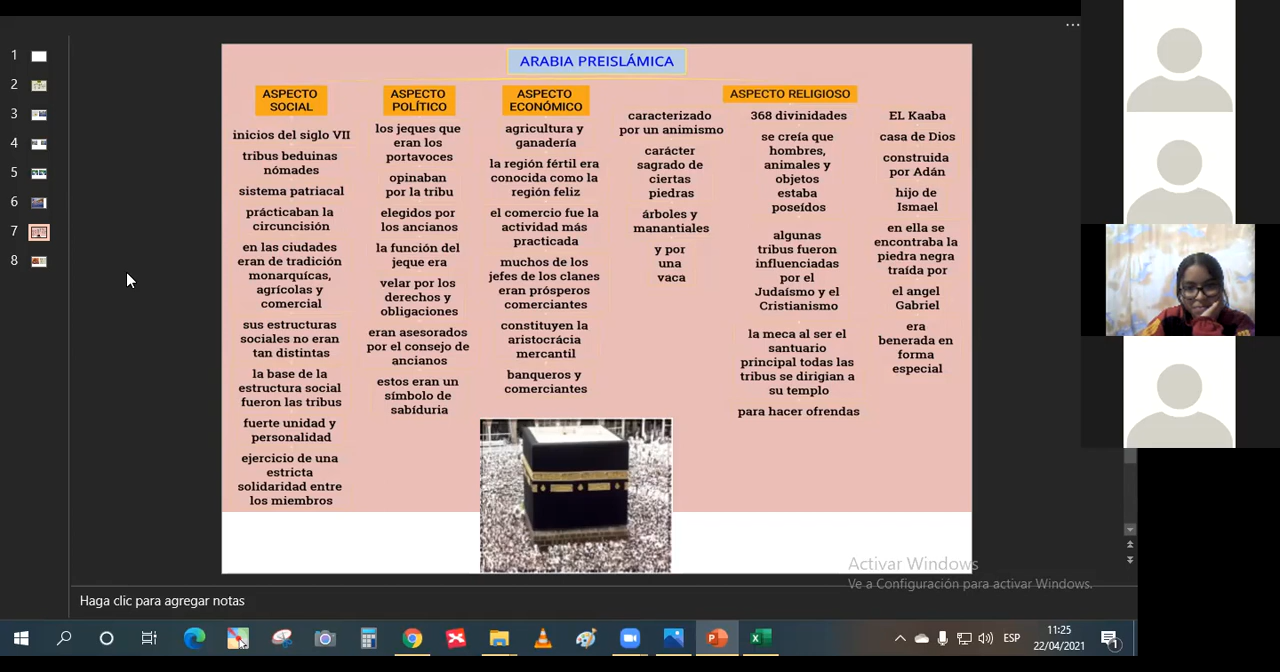 ARABIA PREISLÁMICA
ASPECTO
SOCIAL
inicios del siglo VII
tribus beduinas
nómades
sistema patriacal
prácticaban la
circuncisión
en las ciudades
eran de tradición
monarquícas,
agrícolas y
comercial
sus estructuras
sociales no eran
tan distintas
la base de la
estructura social
fueron las tribus
fuerte unidad y
personalidad
ejercicio de una
estricta
solidaridad entre
los miembros
ASPECTO
POLÍTICO
los jeques que
eran los
portavoces
opinaban
por la tribu
elegidos por
los ancianos
la función del
jeque era
velar por los
derechos y
obligaciones
eran asesorados
por el consejo de
ancianos
estos eran un
símbolo de
sabíduria
ASPECTO
ECONÓMICO
agricultura y
ganadería
la región fértil era
conocida como la
región feliz
el comercio fue la
actividad más
practicada
muchos de los
jefes de los clanes
eran prósperos
comerciantes
constituyen la
aristocrácia
mercantil
banqueros y
comerciantes
ASPECTO RELIGIOSO
caracterizado
por un animismo
carácter
sagrado de
ciertas
piedras
árboles y
manantiales
y por
una
vaca
368 divinidades
se creía que
hombres,
animales y
objetos
estaba
poseídos
algunas
tribus fueron
influenciadas
por el
Judaísmo y el
Cristianismo
la meca al ser el
santuario
principal todas las
tribus se dirigian a
su templo
para hacer ofrendas
EL Kaaba
casa de Dios
construida
por Adán
hijo de
Ismael
en ella se
encontraba la
piedra negra
traída por
el angel
Gabriel
era
benerada en
forma
especial
1
2
3
4
5
6
7
8
Activar Windows
Ve a Configuración para activar Windows.
Haga clic para agregar notas
ESP
11:25
22/04/2021
1